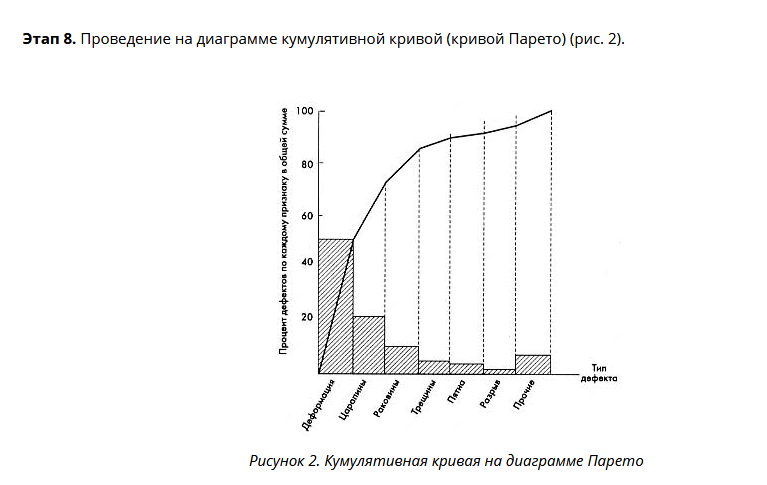 Этап 8. Проведение на диаграмме кумулятивной кривой (кривой Парето) (рис. 2).
Процент дефектов по каждому признаку в общей сумме
100
80
60
40
20
Деформация
Царапины
Раковины
Трещины
Пятна
Разрыв
Прочие
Тип
дефекта
Рисунок 2. Кумулятивная кривая на диаграмме Парето